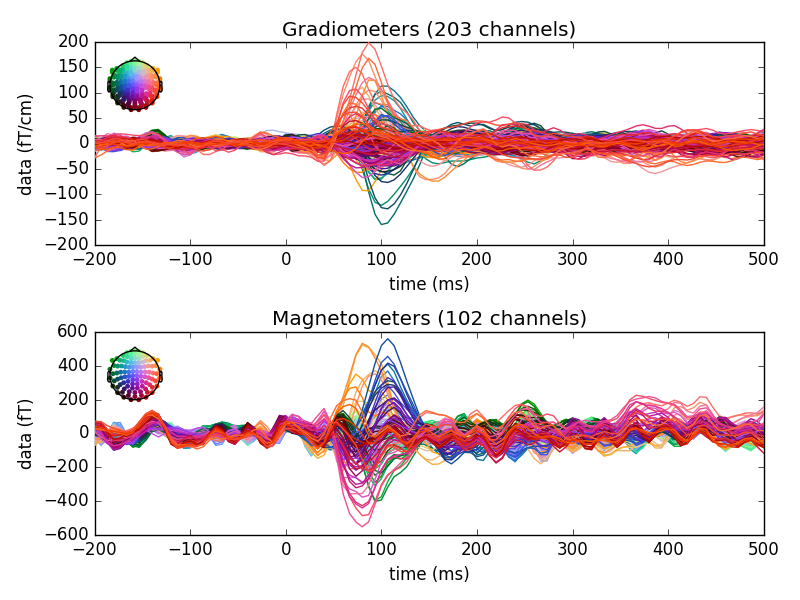 Gradiometers (203 channels)
200
150
100
50
0
−50
−100
−150
−200
data (fT/cm)
−200 −100 0 100 200 300 400 500
time (ms)
Magnetometers (102 channels)
600
400
200
0
−200
−400
−600
data (fT)
−200 −100 0 100 200 300 400 500
time (ms)